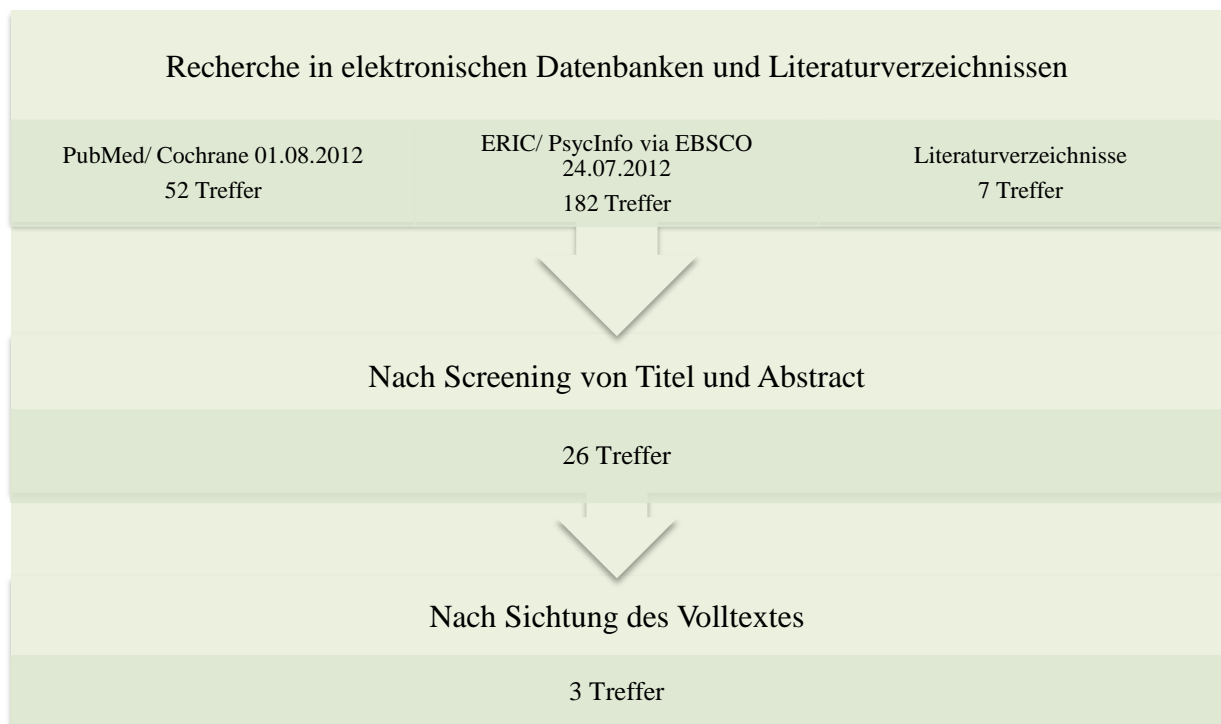 Recherche in elektronischen Datenbanken und Literaturverzeichnissen
PubMed/ Cochrane 01.08.2012
52 Treffer
ERIC/ PsycInfo via EBSCO
24.07.2012
182 Treffer
Literaturverzeichnisse
7 Treffer
Nach Screening von Titel und Abstract
26 Treffer
Nach Sichtung des Volltextes
3 Treffer